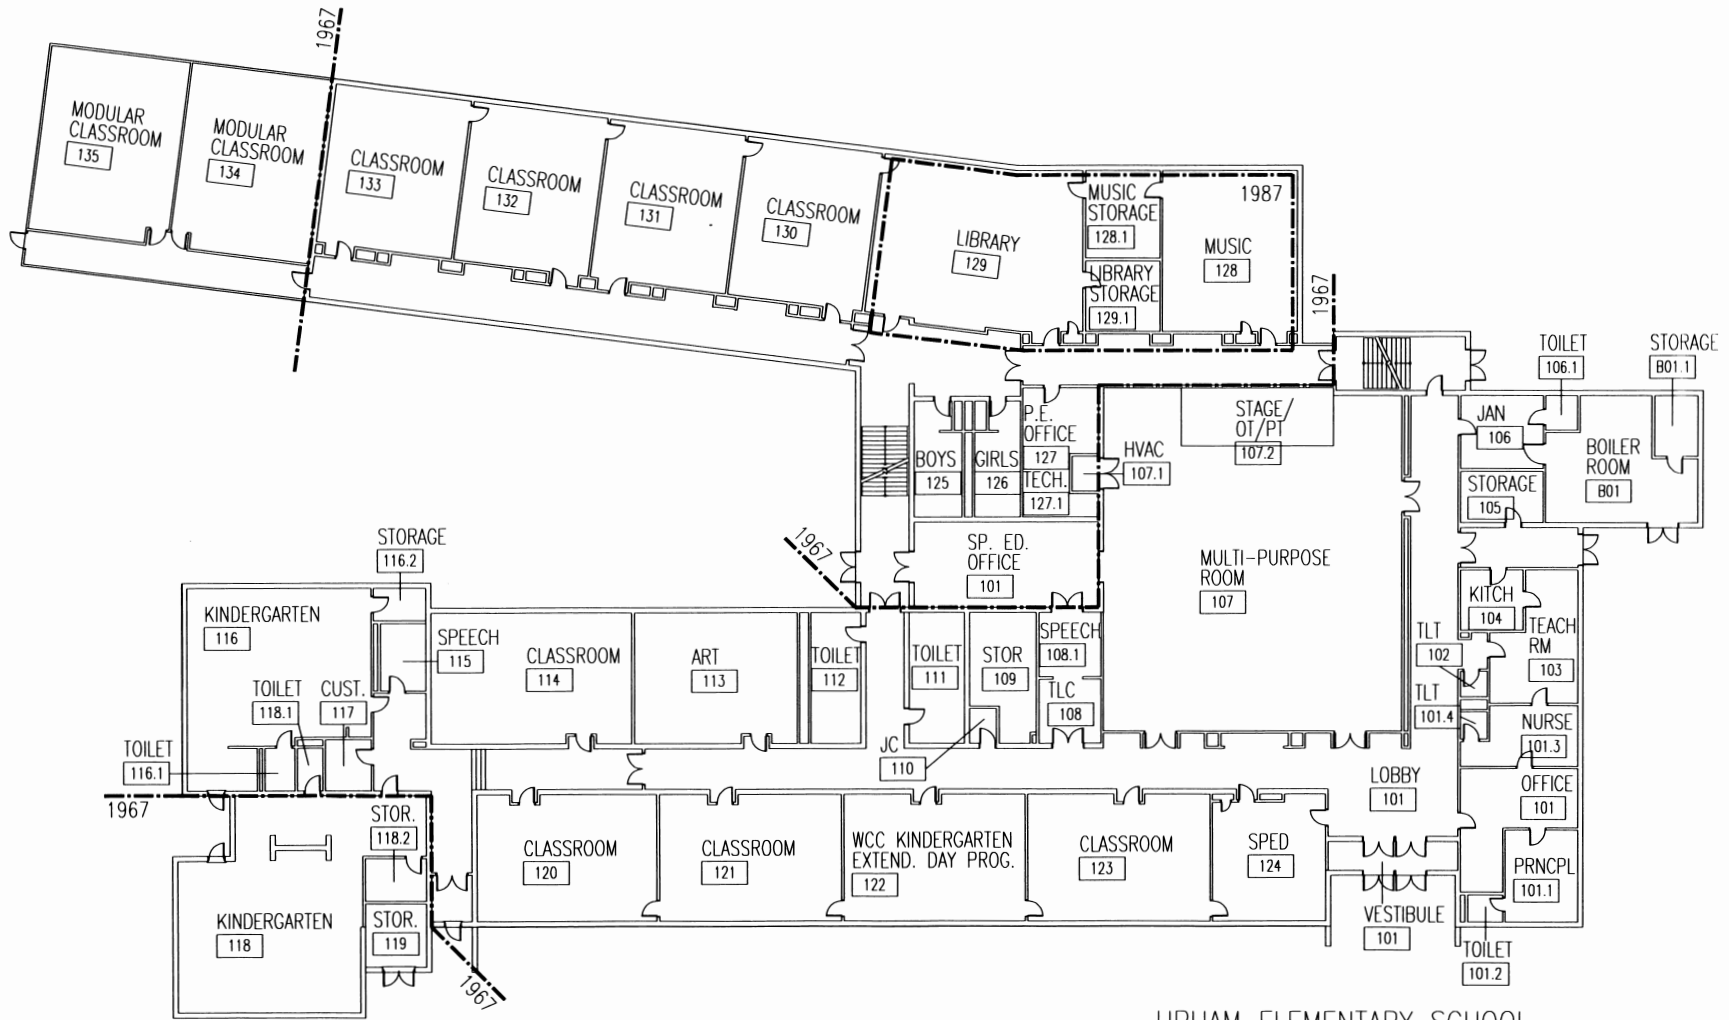 1967
MODULAR
CLASSROOM
135
MODULAR
CLASSROOM
134
CLASSROOM
133
CLASSROOM
132
CLASSROOM
131
CLASSROOM
130
LIBRARY
129
MUSIC
STORAGE
128.1
LIBRARY
STORAGE
129.1
1987
MUSIC
128
1967
TOILET
106.1
STORAGE
B01.1
STAGE/
OT/PT
107.2
JAN
106
BOILER
ROOM
B01
STORAGE
105
BOYS
125
GIRLS
126
P.E.
OFFICE
127
TECH.
127.1
HVAC
107.1
1967
SP. ED.
OFFICE
101
MULTI-PURPOSE
ROOM
107
KITCH
104
TEACH
RM
103
TLT
102
TLT
101.4
NURSE
101.3
STORAGE
116.2
KINDERGARTEN
116
SPEECH
115
CLASSROOM
114
ART
113
TOILET
112
TOILET
111
STOR
109
SPEECH
108.1
TLC
108
TOILET
118.1
CUST.
117
TOILET
116.1
JC
110
LOBBY
101
OFFICE
101
1967
STOR.
118.2
CLASSROOM
120
CLASSROOM
121
WCC KINDERGARTEN
EXTEND. DAY PROG.
122
CLASSROOM
123
SPED
124
PRNCPL
101.1
KINDERGARTEN
118
STOR.
119
VESTIBULE
101
TOILET
101.2
1967
UPHAM ELEMENTARY SCHOOL